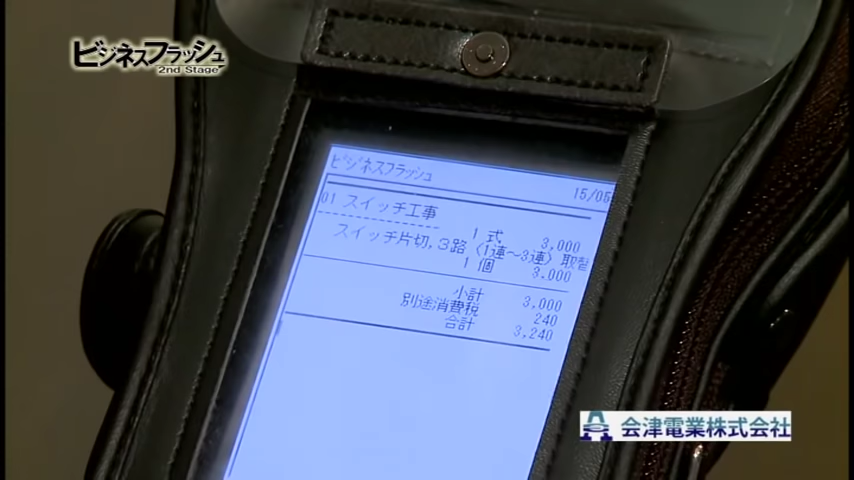 ビジネスフラッシュ
2nd Stage
ビジネスフラッシュ
15/05
01 スイッチ工事
1 式 3,000
スイッチ片切,3路 (1連〜3連) 取替
1 個 3,000
小計 3,000
別途消費税 240
合計 3,240
会津電業株式会社